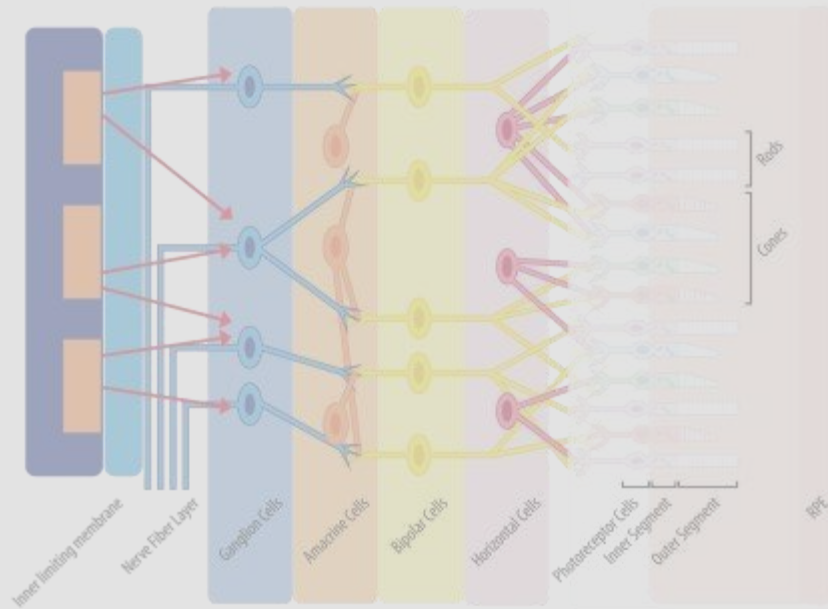 Rods
Cones
Inner limiting membrane
Nerve Fiber Layer
Ganglion Cells
Amacrine Cells
Bipolar Cells
Horizontal Cells
Photoreceptor Cells
Inner Segment
Outer Segment
RPE